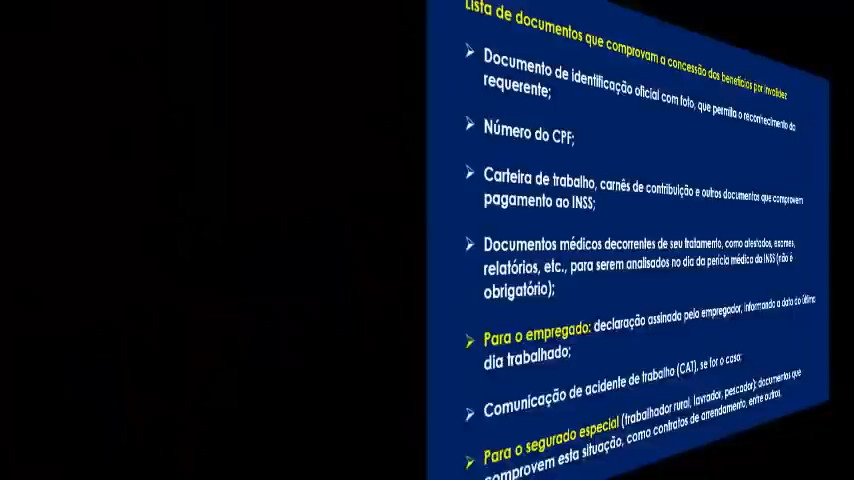 Lista de documentos que comprovam a concessão dos benefícios por invalidez
Documento de identificação oficial com foto, que permita o reconhecimento do
requerente;
Número do CPF;
Carteira de trabalho, carnês de contribuição e outros documentos que comprovem
pagamento ao INSS;
Documentos médicos decorrentes de seu tratamento, como atestados, exames,
relatórios, etc., para serem analisados no dia da perícia médica do INSS (não é
obrigatório);
Para o empregado: declaração assinada pelo empregador, informando a data do último
dia trabalhado;
Comunicação de acidente de trabalho (CAT), se for o caso;
Para o segurado especial (trabalhador rural, lavrador, pescador): documentos que
comprovem esta situação, como contratos de arrendamento, entre outros.